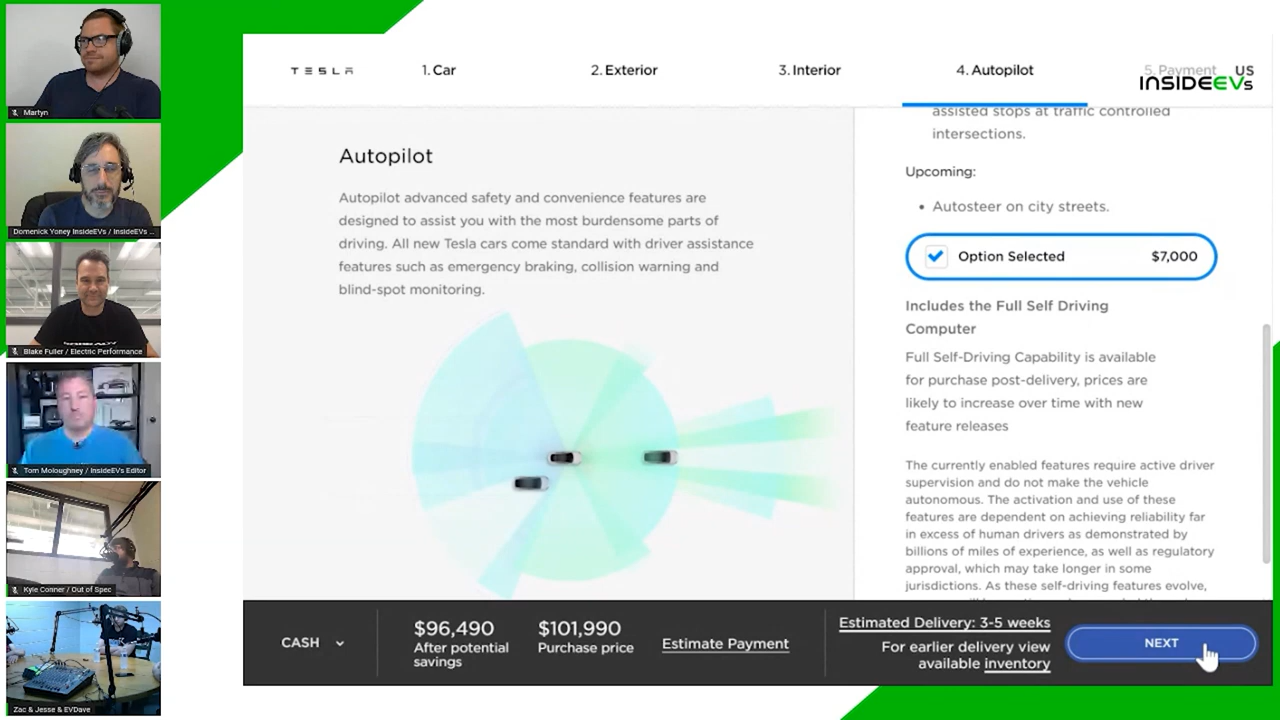 Martyn
Domenick Yoney InsideEVs / InsideEVs ...
Blake Fuller / Electric Performance
Tom Moloughney / InsideEVs Editor
Kyle Conner / Out of Spec
Zac & Jesse & EVDave
TESLA
1. Car
2. Exterior
3. Interior
4. Autopilot
5. Payment
US
INSIDEEVs
Autopilot
Autopilot advanced safety and convenience features are
designed to assist you with the most burdensome parts of
driving. All new Tesla cars come standard with driver assistance
features such as emergency braking, collision warning and
blind-spot monitoring.
assisted stops at traffic controlled
intersections.
Upcoming:
• Autosteer on city streets.
Option Selected $7,000
Includes the Full Self Driving
Computer
Full Self-Driving Capability is available
for purchase post-delivery, prices are
likely to increase over time with new
feature releases
The currently enabled features require active driver
supervision and do not make the vehicle
autonomous. The activation and use of these
features are dependent on achieving reliability far
in excess of human drivers as demonstrated by
billions of miles of experience, as well as regulatory
approval, which may take longer in some
jurisdictions. As these self-driving features evolve,
CASH
$96,490
After potential
savings
$101,990
Purchase price
Estimate Payment
Estimated Delivery: 3-5 weeks
For earlier delivery view
available inventory
NEXT